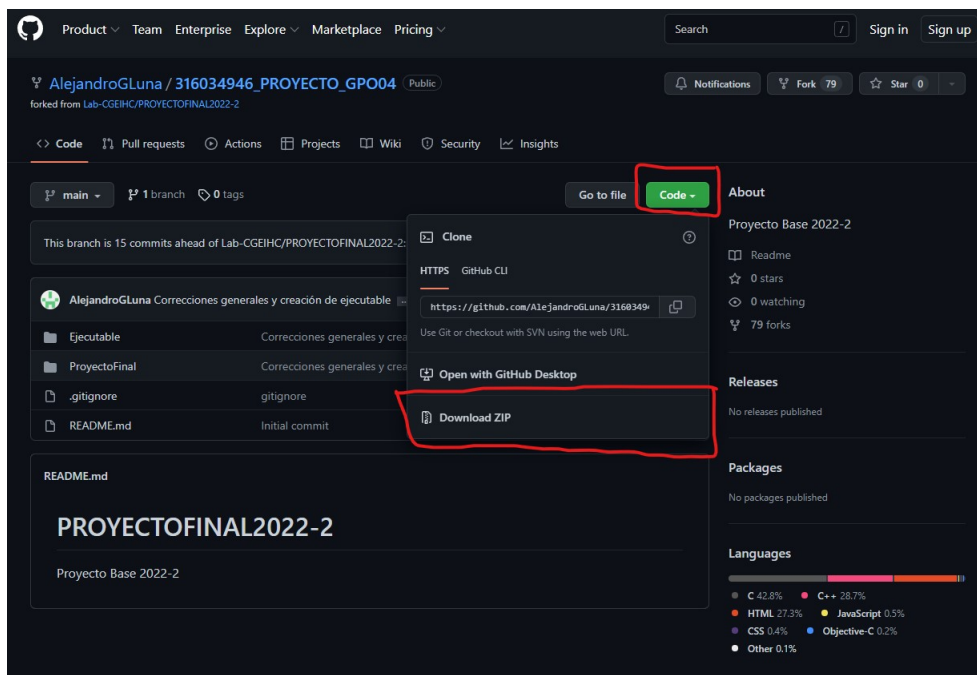 Product Team Enterprise Explore Marketplace Pricing Search / Sign in Sign up
AlejandroGLuna / 316034946_PROYECTO_GPO04 Public
Notifications Fork 79 Star 0
forked from Lab-CGEIHC/PROYECTOFINAL2022-2
<> Code Pull requests Actions Projects Wiki Security Insights
main 1 branch 0 tags Go to file Code
This branch is 15 commits ahead of Lab-CGEIHC/PROYECTOFINAL2022-2:
AlejandroGLuna Correcciones generales y creación de ejecutable ...
Ejecutable Correcciones generales y crea
ProyectoFinal Correcciones generales y crea
.gitignore gitignore
README.md Initial commit
Clone
HTTPS GitHub CLI
https://github.com/AlejandroGLuna/3160349
Use Git or checkout with SVN using the web URL.
Open with GitHub Desktop
Download ZIP
README.md
PROYECTOFINAL2022-2
Proyecto Base 2022-2
About
Proyecto Base 2022-2
Readme
0 stars
0 watching
79 forks
Releases
No releases published
Packages
No packages published
Languages
C 42.8% C++ 28.7%
HTML 27.3% JavaScript 0.5%
CSS 0.4% Objective-C 0.2%
Other 0.1%